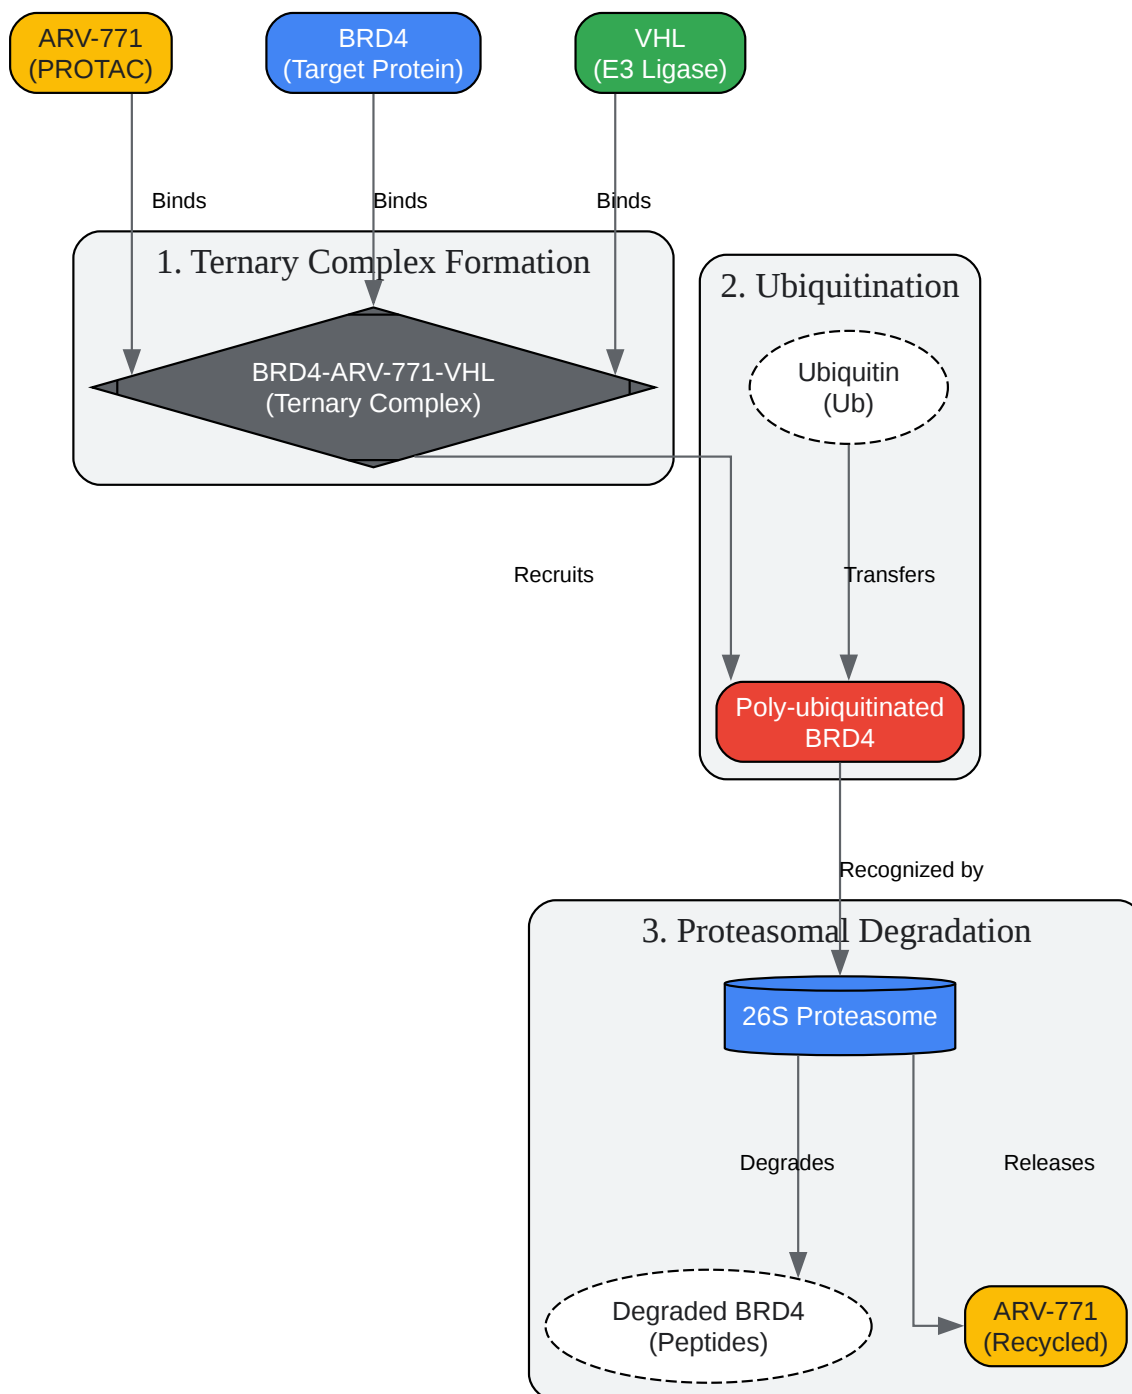 ARV-771
(PROTAC)
BRD4
(Target Protein)
VHL
(E3 Ligase)
Binds
Binds
Binds
1. Ternary Complex Formation
BRD4-ARV-771-VHL
(Ternary Complex)
2. Ubiquitination
Ubiquitin
(Ub)
Recruits
Transfers
Poly-ubiquitinated
BRD4
Recognized by
3. Proteasomal Degradation
26S Proteasome
Degrades
Releases
Degraded BRD4
(Peptides)
ARV-771
(Recycled)